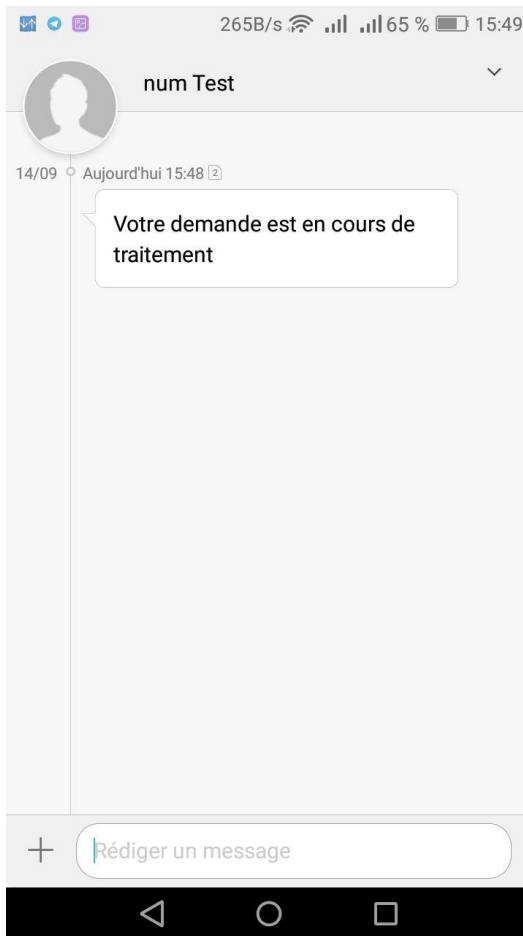 265B/s 65 % 15:49
num Test
14/09 Aujourd'hui 15:48 2
Votre demande est en cours de
traitement
Rédiger un message